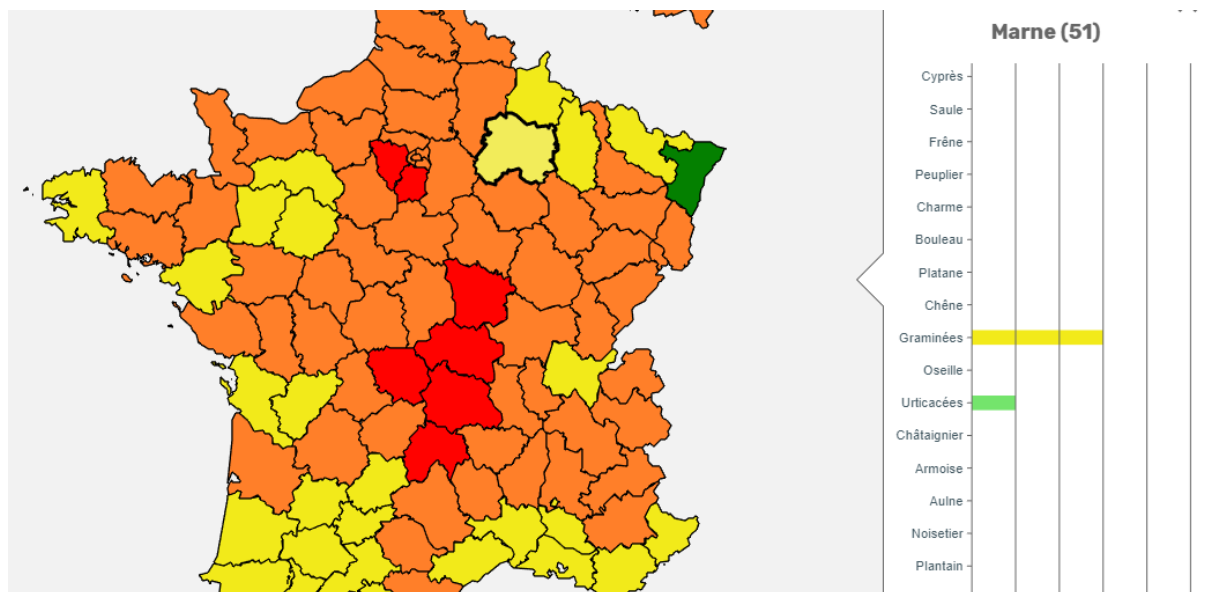 Marne (51)
Cyprès
Saule
Frêne
Peuplier
Charme
Bouleau
Platane
Chêne
Graminées
Oseille
Urticacées
Châtaignier
Armoise
Aulne
Noisetier
Plantain